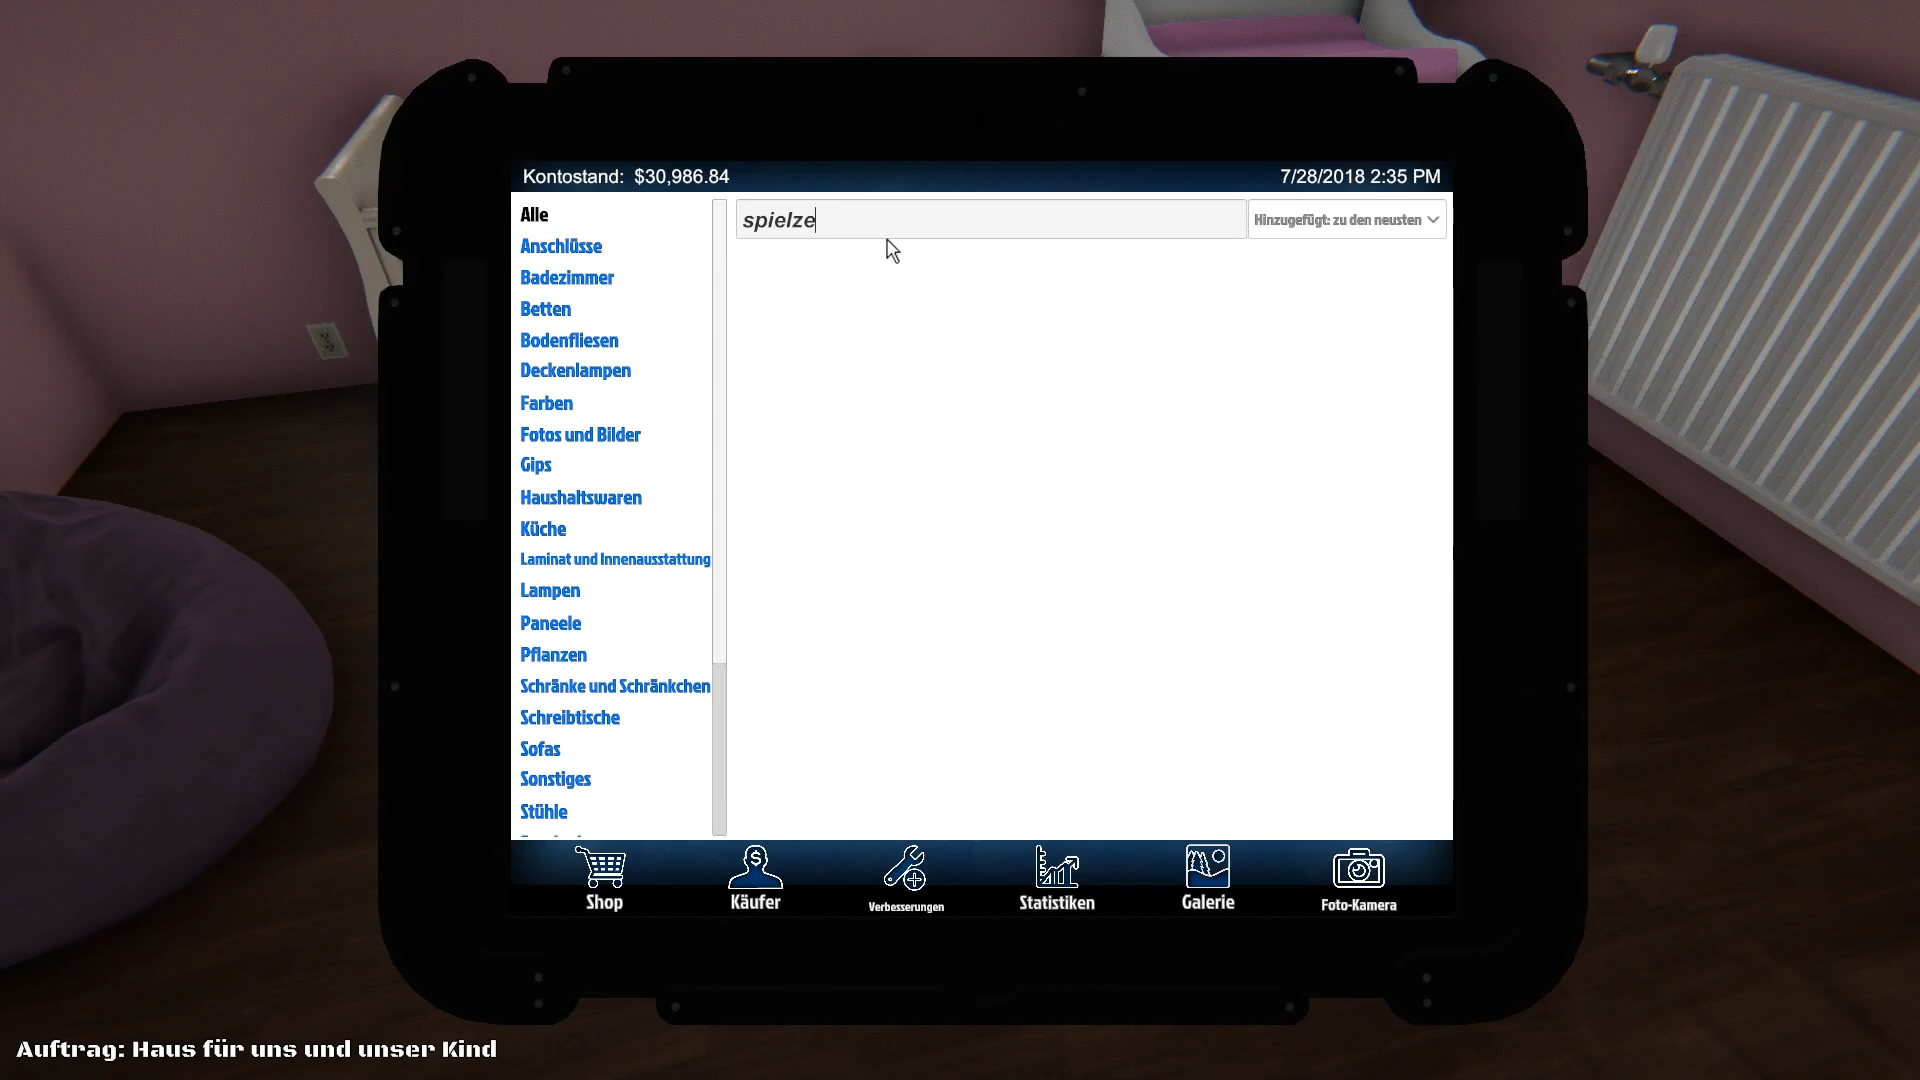 Kontostand: $30,986.84
7/28/2018 2:35 PM
Alle
Anschlüsse
Badezimmer
Betten
Bodenfliesen
Deckenlampen
Farben
Fotos und Bilder
Gips
Haushaltswaren
Küche
Laminat und Innenausstattung
Lampen
Paneele
Pflanzen
Schränke und Schränkchen
Schreibtische
Sofas
Sonstiges
Stühle
spielze
Hinzugefügt: zu den neusten
Shop
Käufer
Verbesserungen
Statistiken
Galerie
Foto-Kamera
Auftrag: Haus für uns und unser Kind